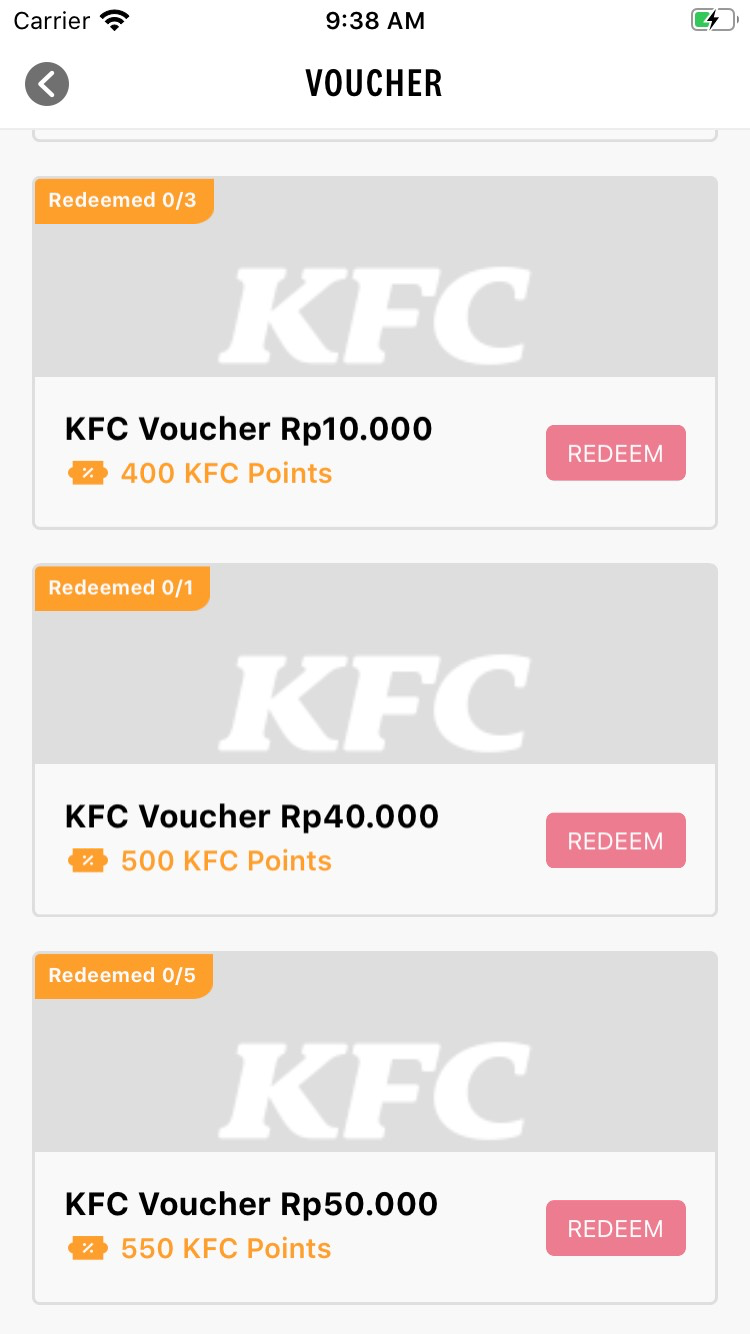 Carrier 9:38 AM
VOUCHER
Redeemed 0/3
KFC
KFC Voucher Rp10.000
400 KFC Points
REDEEM
Redeemed 0/1
KFC
KFC Voucher Rp40.000
500 KFC Points
REDEEM
Redeemed 0/5
KFC
KFC Voucher Rp50.000
550 KFC Points
REDEEM